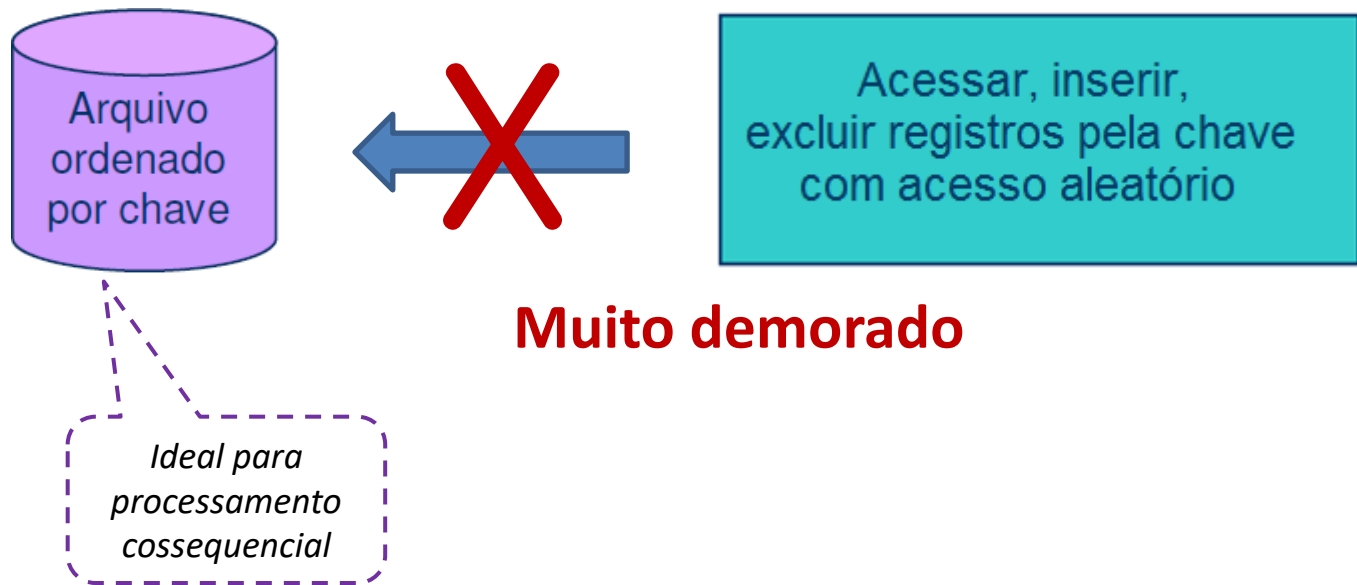 Arquivo
ordenado
por chave
Acessar, inserir,
excluir registros pela chave
com acesso aleatório
Muito demorado
Ideal para
processamento
cossequencial